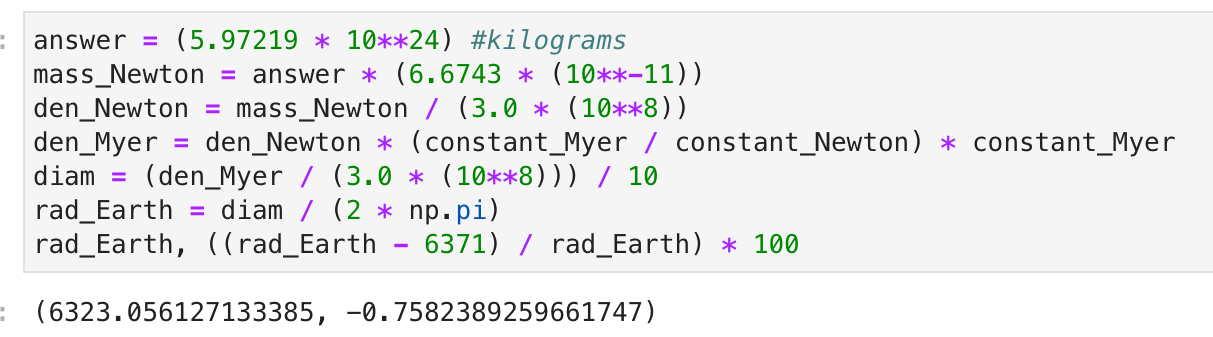 :
answer = (5.97219 * 10**24) #kilograms
mass_Newton = answer * (6.6743 * (10**-11))
den_Newton = mass_Newton / (3.0 * (10**8))
den_Myer = den_Newton * (constant_Myer / constant_Newton) * constant_Myer
diam = (den_Myer / (3.0 * (10**8))) / 10
rad_Earth = diam / (2 * np.pi)
rad_Earth, ((rad_Earth - 6371) / rad_Earth) * 100
: (6323.056127133385, -0.7582389259661747)